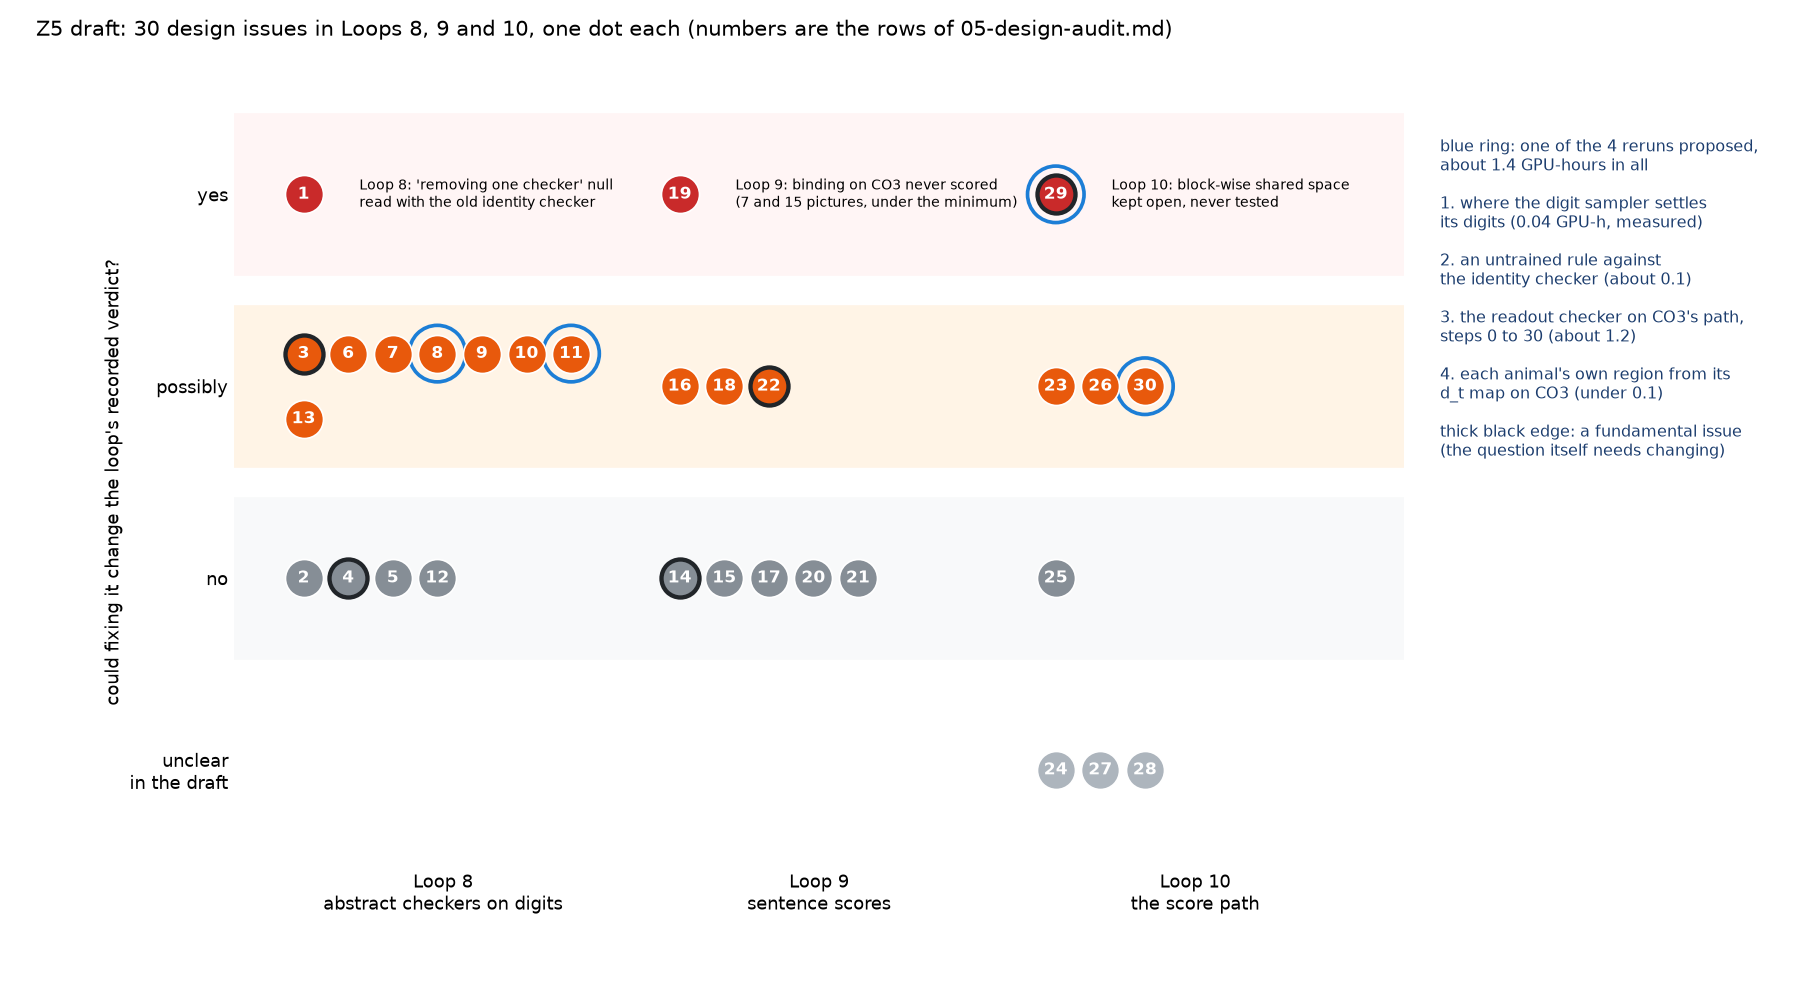 Z5 draft: 30 design issues in Loops 8, 9 and 10, one dot each (numbers are the rows of 05-design-audit.md)
could fixing it change the loop's recorded verdict?
yes
1
Loop 8: 'removing one checker' null
read with the old identity checker
19
Loop 9: binding on CO3 never scored
(7 and 15 pictures, under the minimum)
29
Loop 10: block-wise shared space
kept open, never tested
possibly
3 6 7 8 9 10 11
13
16 18 22
23 26 30
no
2 4 5 12
14 15 17 20 21
25
unclear
in the draft
24 27 28
Loop 8
abstract checkers on digits
Loop 9
sentence scores
Loop 10
the score path
blue ring: one of the 4 reruns proposed,
about 1.4 GPU-hours in all
1. where the digit sampler settles
its digits (0.04 GPU-h, measured)
2. an untrained rule against
the identity checker (about 0.1)
3. the readout checker on CO3's path,
steps 0 to 30 (about 1.2)
4. each animal's own region from its
d_t map on CO3 (under 0.1)
thick black edge: a fundamental issue
(the question itself needs changing)